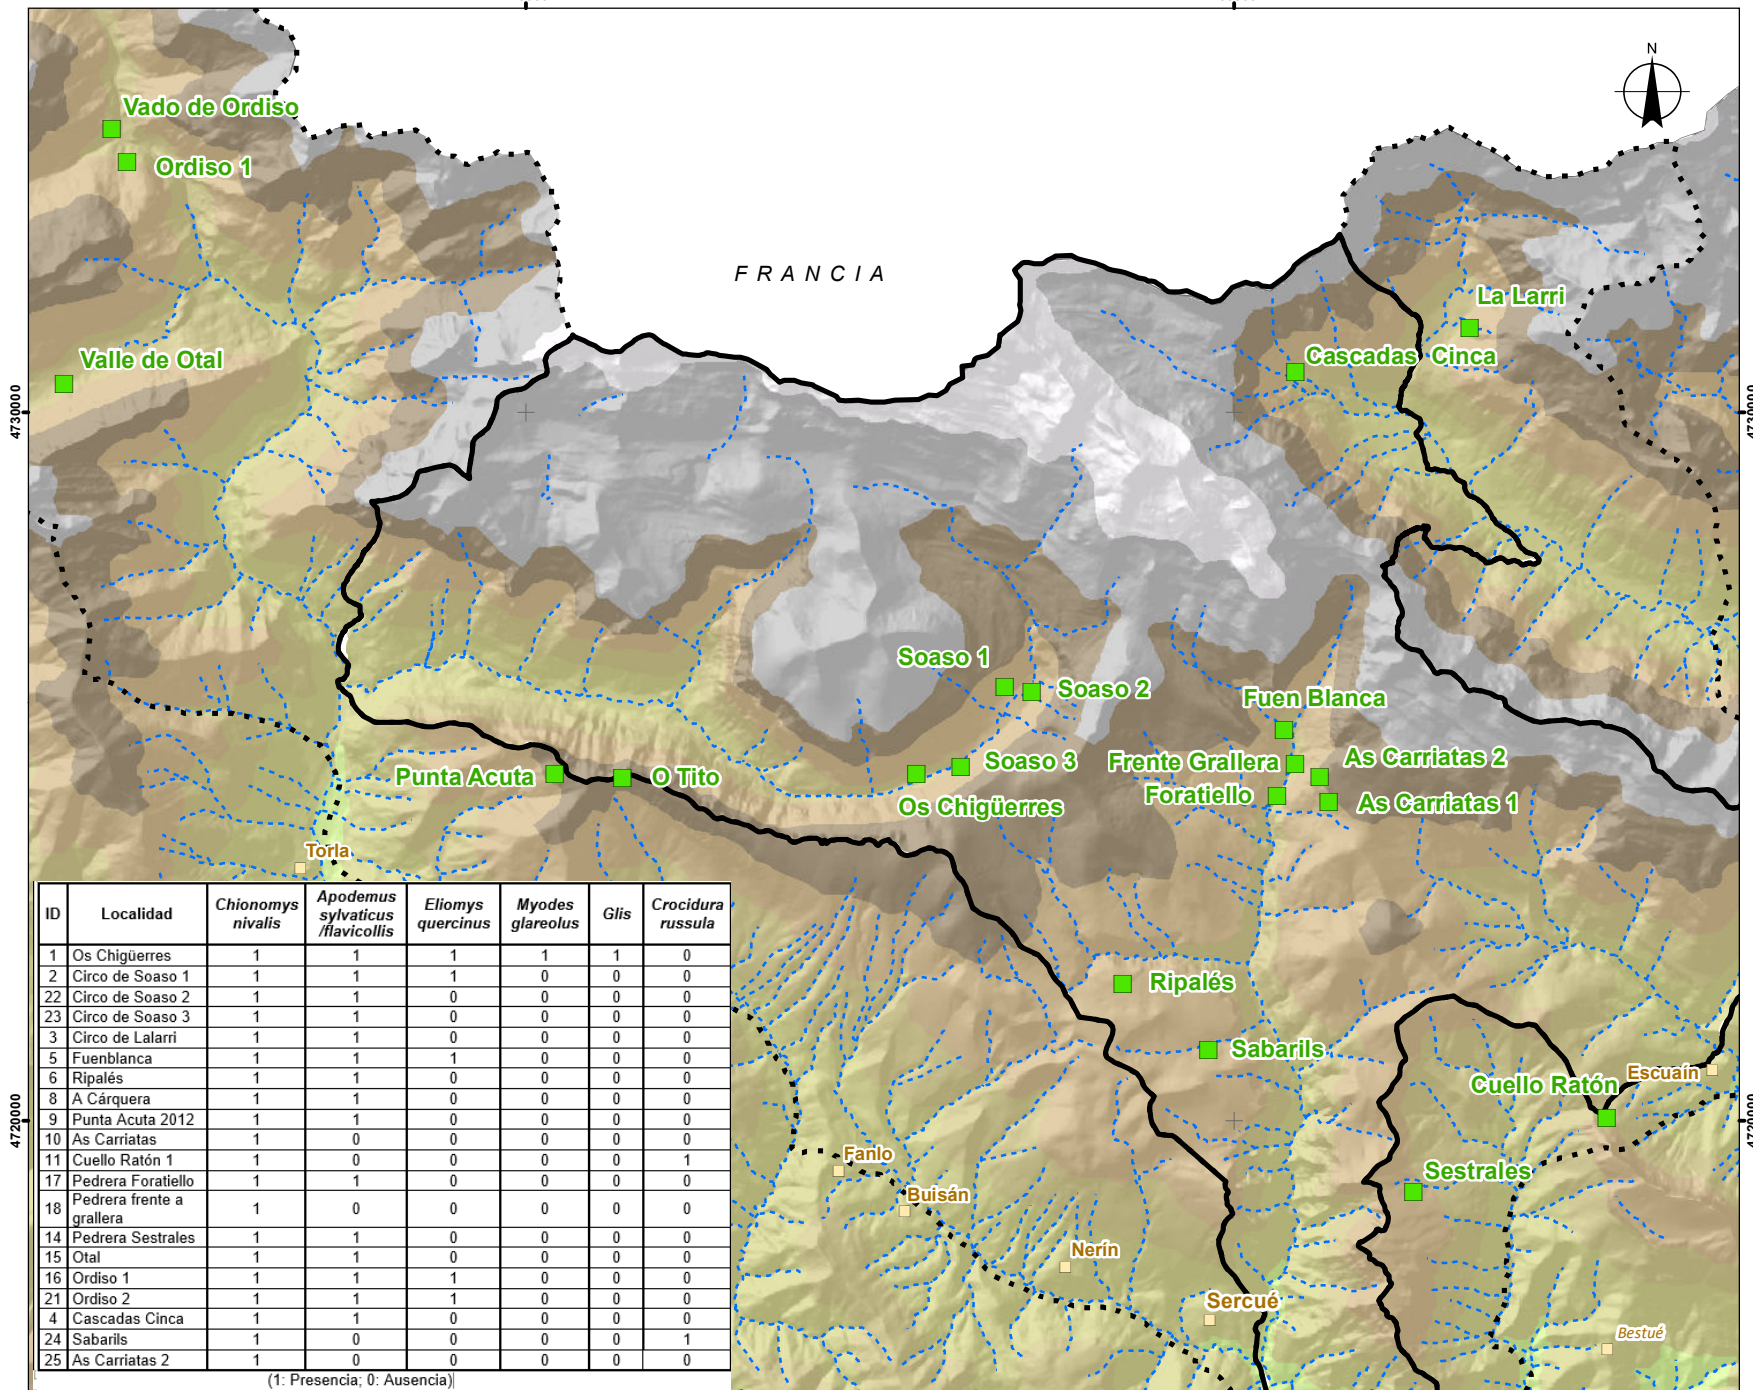 N
Vado de Ordiso
Ordiso 1
FRANCIA
La Larri
Cascadas Cinca
Valle de Otal
4730000
4730000
Soaso 1
Soaso 2
Fuen Blanca
Soaso 3
Frente Grallera
As Carriatas 2
Punta Acuta
O Tito
Os Chigüerres
Foratiello
As Carriatas 1
Torla
Ripalés
Sabarils
Escuaín
Cuello Ratón
4720000
4720000
Fanlo
Sestrales
Buisán
Nerín
Sercué
Bestué
ID Localidad Chionomys nivalis Apodemus sylvaticus /flavicollis Eliomys quercinus Myodes glareolus Glis Crocidura russula
1 Os Chigüerres 1 1 1 1 1 0
2 Circo de Soaso 1 1 1 1 0 0 0
22 Circo de Soaso 2 1 1 0 0 0 0
23 Circo de Soaso 3 1 1 0 0 0 0
3 Circo de Lalarri 1 1 0 0 0 0
5 Fuenblanca 1 1 1 0 0 0
6 Ripalés 1 1 0 0 0 0
8 A Cárquera 1 1 0 0 0 0
9 Punta Acuta 2012 1 1 0 0 0 0
10 As Carriatas 1 0 0 0 0 0
11 Cuello Ratón 1 1 0 0 0 0 1
17 Pedrera Foratiello 1 1 0 0 0 0
18 Pedrera frente a grallera 1 0 0 0 0 0
14 Pedrera Sestrales 1 1 0 0 0 0
15 Otal 1 1 0 0 0 0
16 Ordiso 1 1 1 1 0 0 0
21 Ordiso 2 1 1 1 0 0 0
4 Cascadas Cinca 1 1 0 0 0 0
24 Sabarils 1 0 0 0 0 1
25 As Carriatas 2 1 0 0 0 0 0
(1: Presencia; 0: Ausencia)